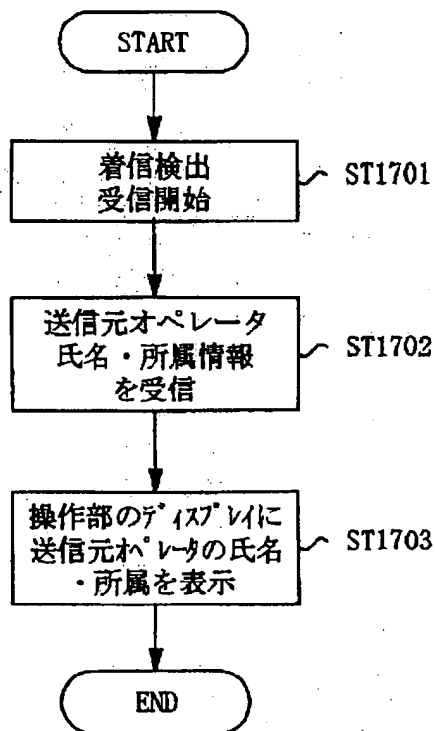 START
着信検出
受信開始
ST1701
送信元オペレータ
氏名・所属情報
を受信
ST1702
操作部のディスプレイに
送信元オペレータの氏名
・所属を表示
ST1703
END